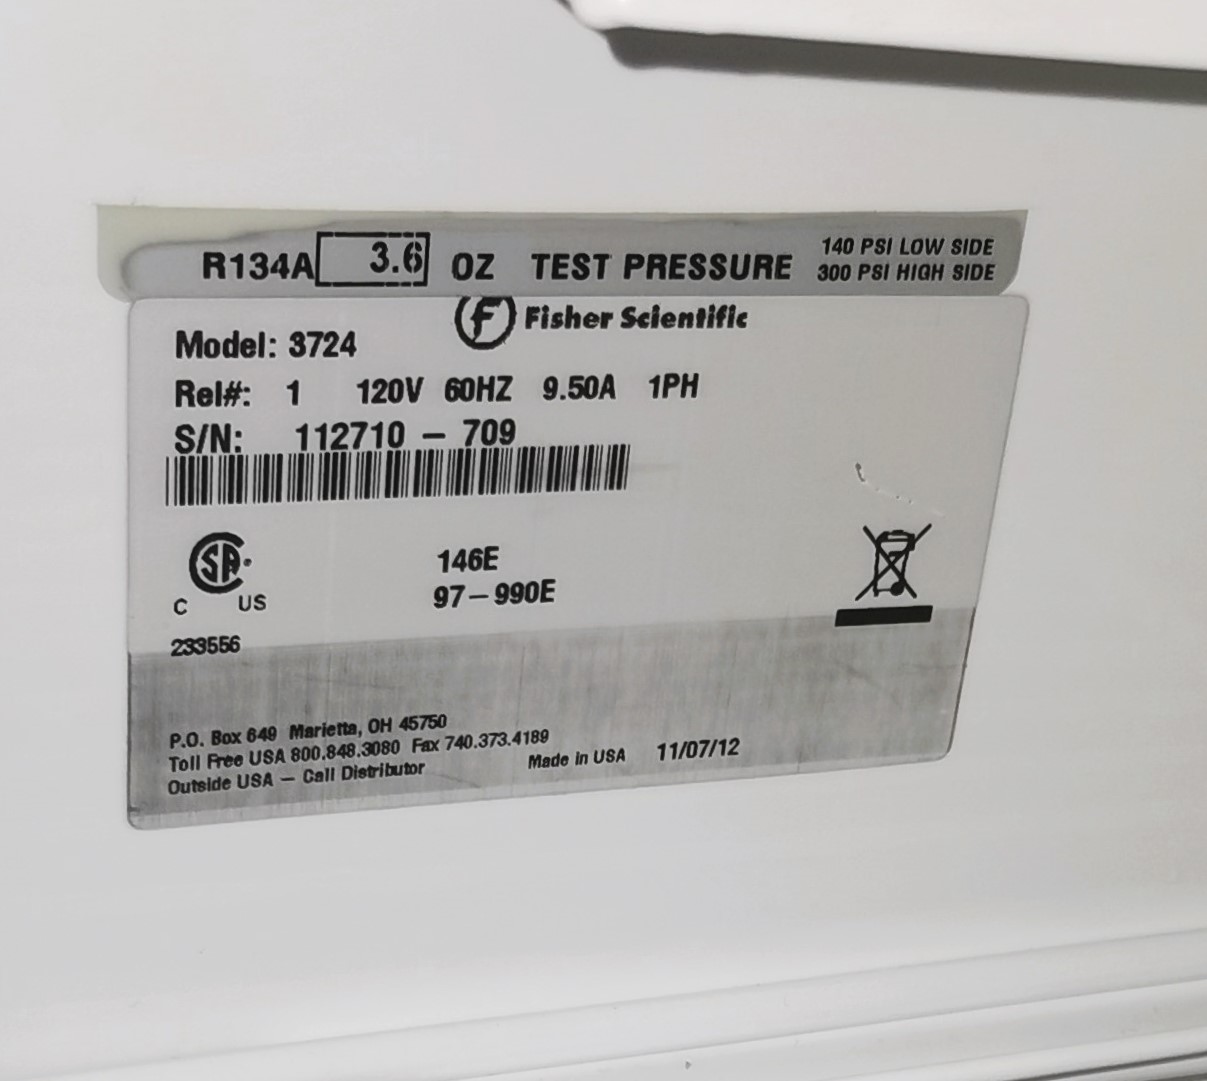 R134A 3.6 OZ TEST PRESSURE 140 PSI LOW SIDE
300 PSI HIGH SIDE
Fisher Scientific
Model: 3724
Rel#: 1 120V 60HZ 9.50A 1PH
S/N: 112710 – 709
146E
97–990E
C US
233556
P.O. Box 649 Marietta, OH 45750
Toll Free USA 800.848.3080 Fax 740.373.4189
Outside USA – Call Distributor
Made in USA 11/07/12